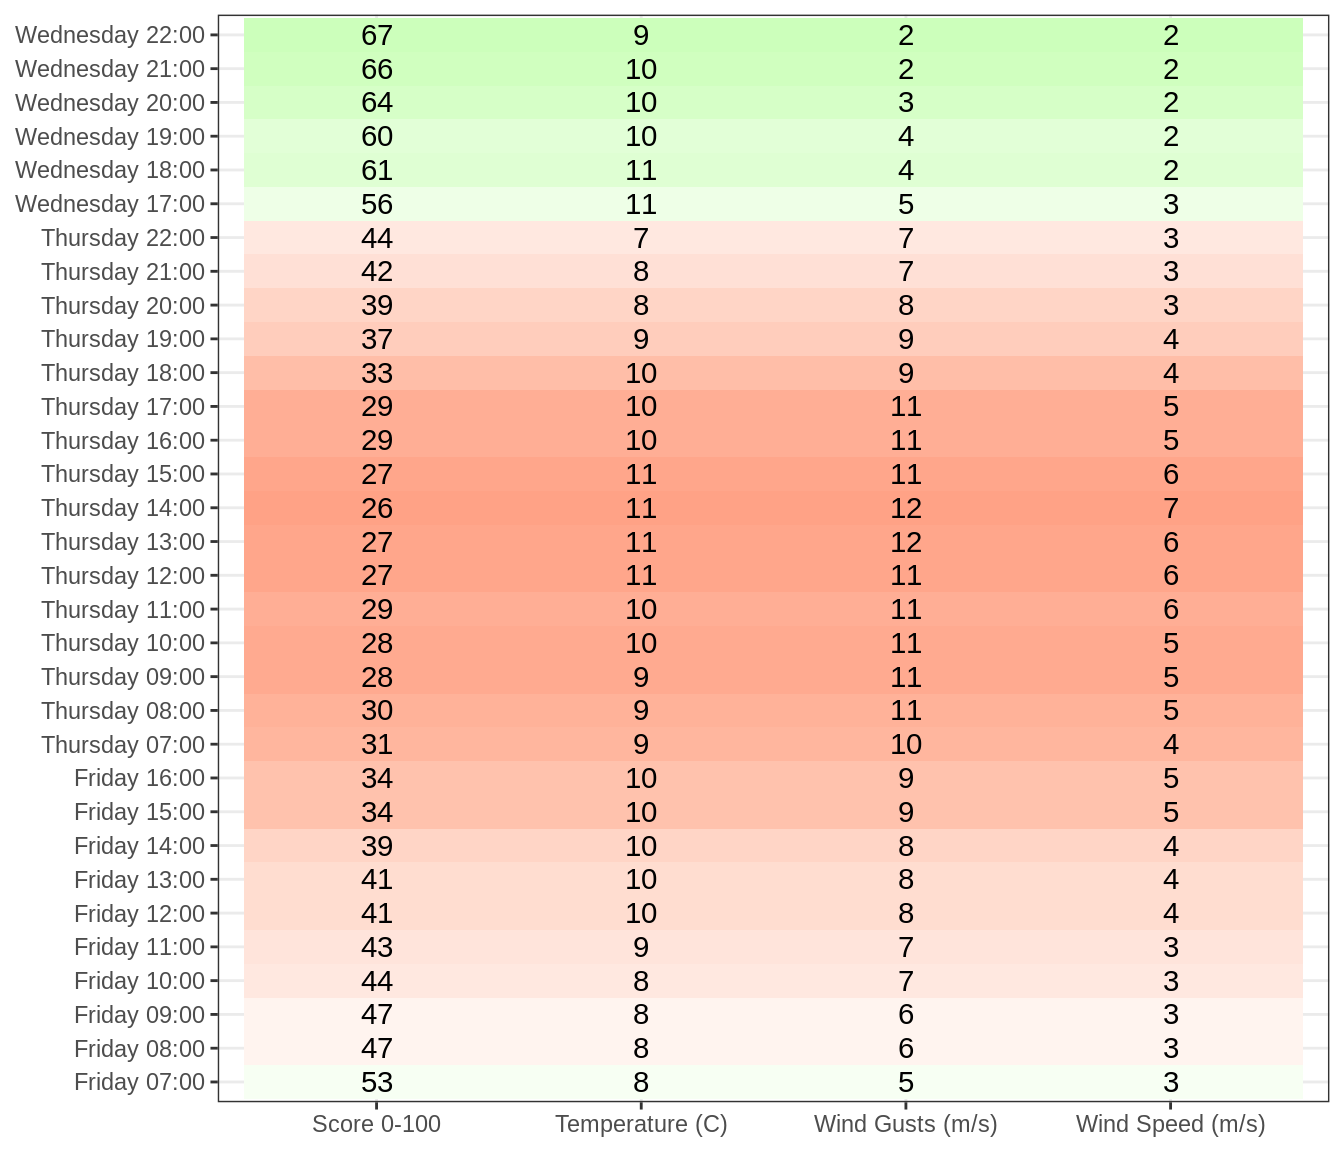 Wednesday 22:00 67 9 2 2
Wednesday 21:00 66 10 2 2
Wednesday 20:00 64 10 3 2
Wednesday 19:00 60 10 4 2
Wednesday 18:00 61 11 4 2
Wednesday 17:00 56 11 5 3
Thursday 22:00 44 7 7 3
Thursday 21:00 42 8 7 3
Thursday 20:00 39 8 8 3
Thursday 19:00 37 9 9 4
Thursday 18:00 33 10 9 4
Thursday 17:00 29 10 11 5
Thursday 16:00 29 10 11 5
Thursday 15:00 27 11 11 6
Thursday 14:00 26 11 12 7
Thursday 13:00 27 11 12 6
Thursday 12:00 27 11 11 6
Thursday 11:00 29 10 11 6
Thursday 10:00 28 10 11 5
Thursday 09:00 28 9 11 5
Thursday 08:00 30 9 11 5
Thursday 07:00 31 9 10 4
Friday 16:00 34 10 9 5
Friday 15:00 34 10 9 5
Friday 14:00 39 10 8 4
Friday 13:00 41 10 8 4
Friday 12:00 41 10 8 4
Friday 11:00 43 9 7 3
Friday 10:00 44 8 7 3
Friday 09:00 47 8 6 3
Friday 08:00 47 8 6 3
Friday 07:00 53 8 5 3
Score 0-100 Temperature (C) Wind Gusts (m/s) Wind Speed (m/s)